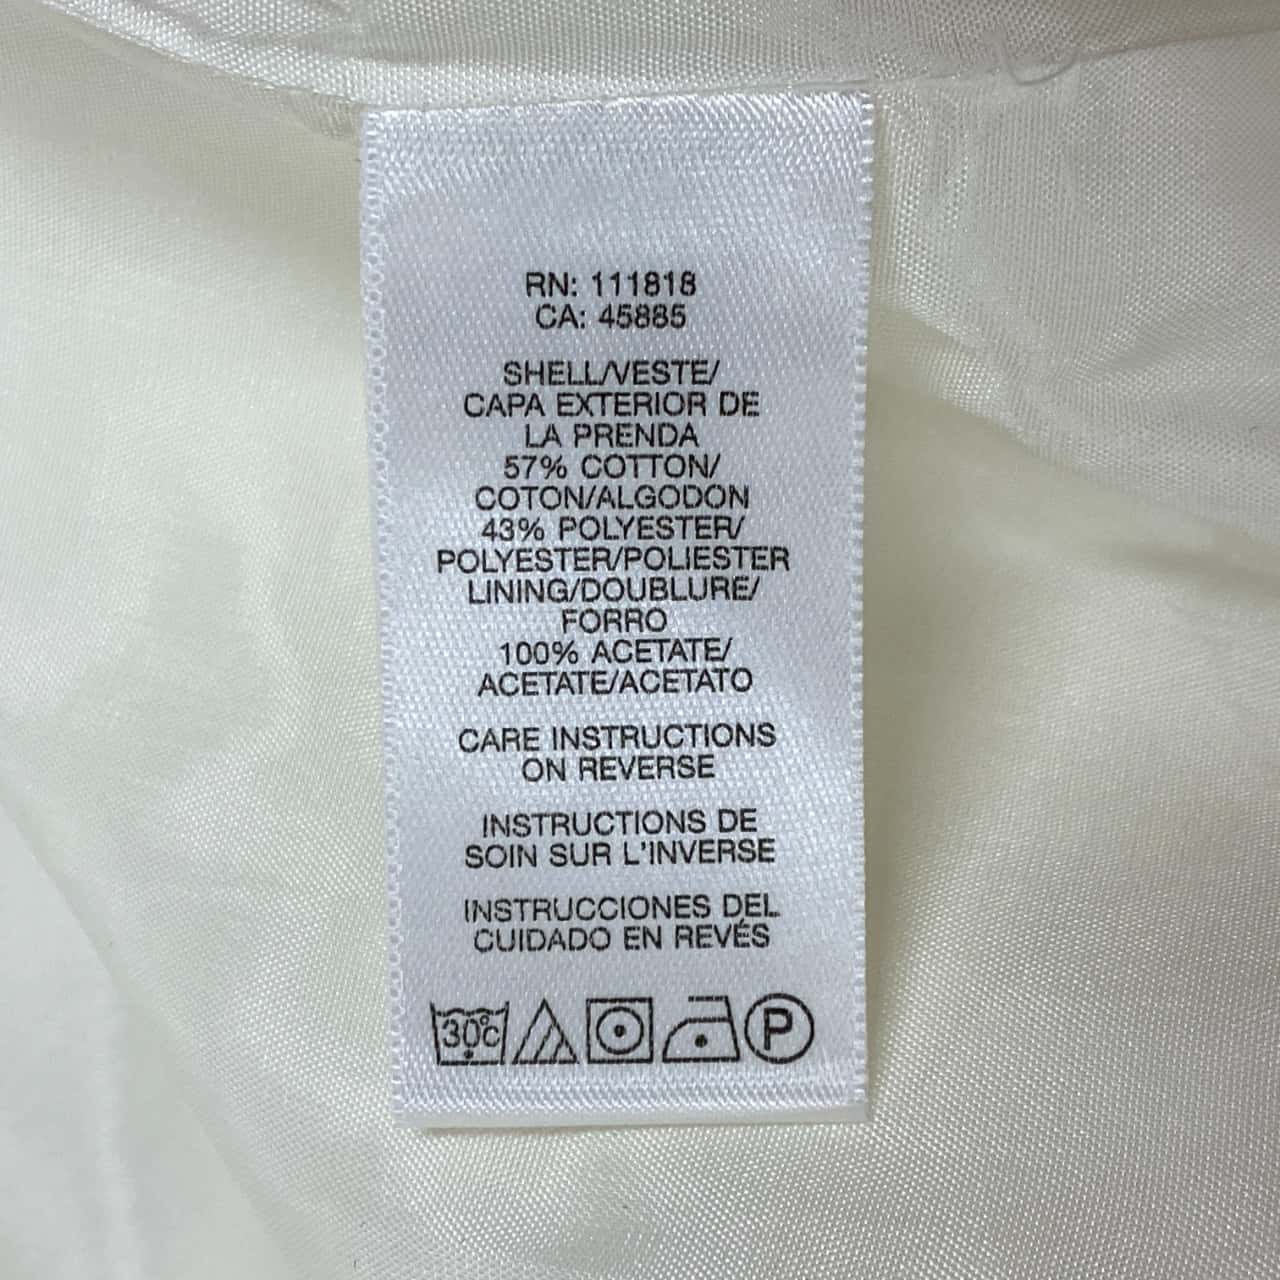 RN: 111818
CA: 45885
SHELL/VESTE/
CAPA EXTERIOR DE
LA PRENDA
57% COTTON/
COTON/ALGODON
43% POLYESTER/
POLYESTER/POLIESTER
LINING/DOUBLURE/
FORRO
100% ACETATE/
ACETATE/ACETATO
CARE INSTRUCTIONS
ON REVERSE
INSTRUCTIONS DE
SOIN SUR L'INVERSE
INSTRUCCIONES DEL
CUIDADO EN REVÉS
30°C P